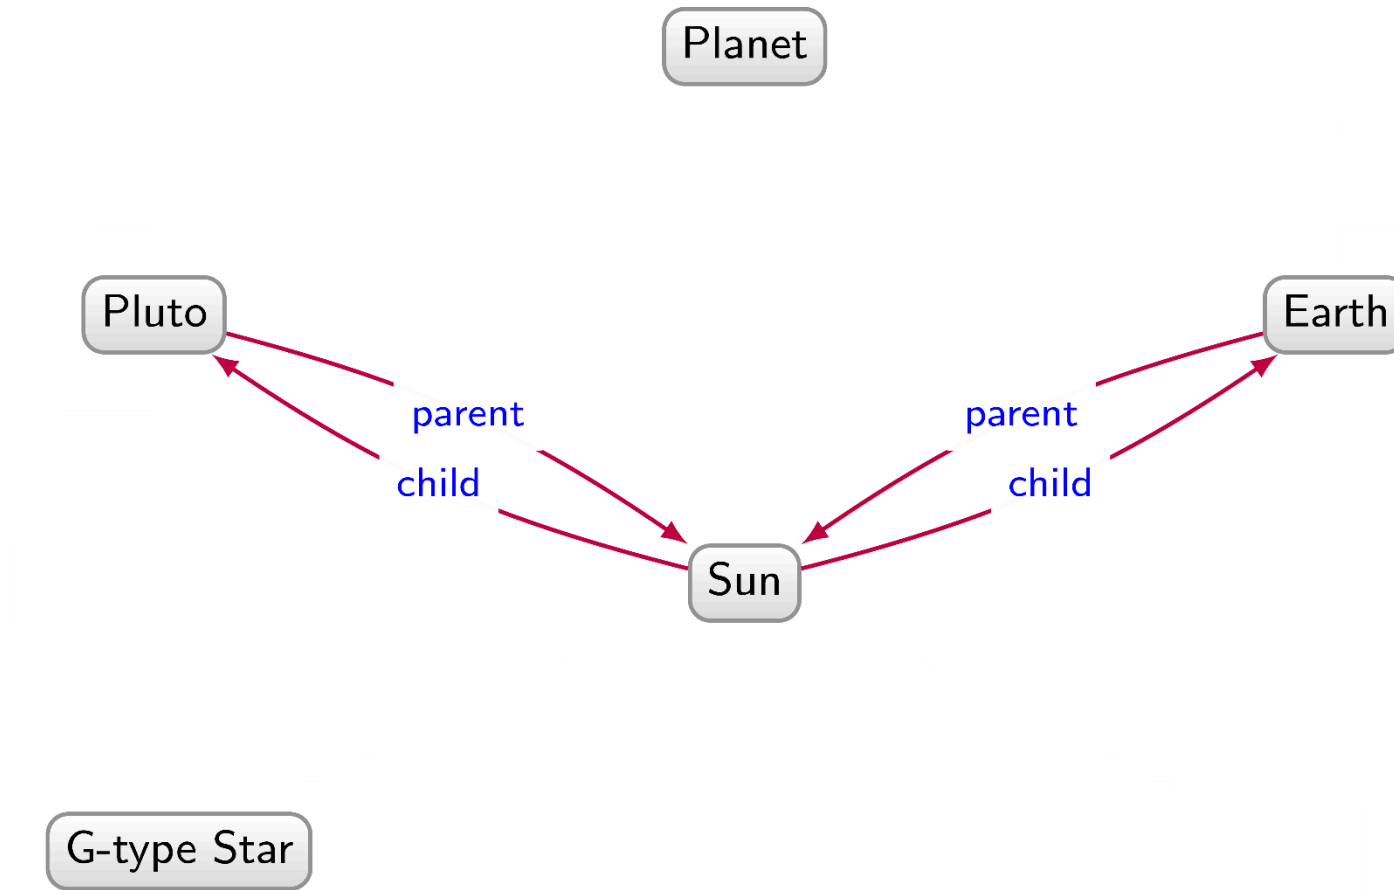 Planet
Pluto
Earth
parent
parent
child
child
Sun
G-type Star